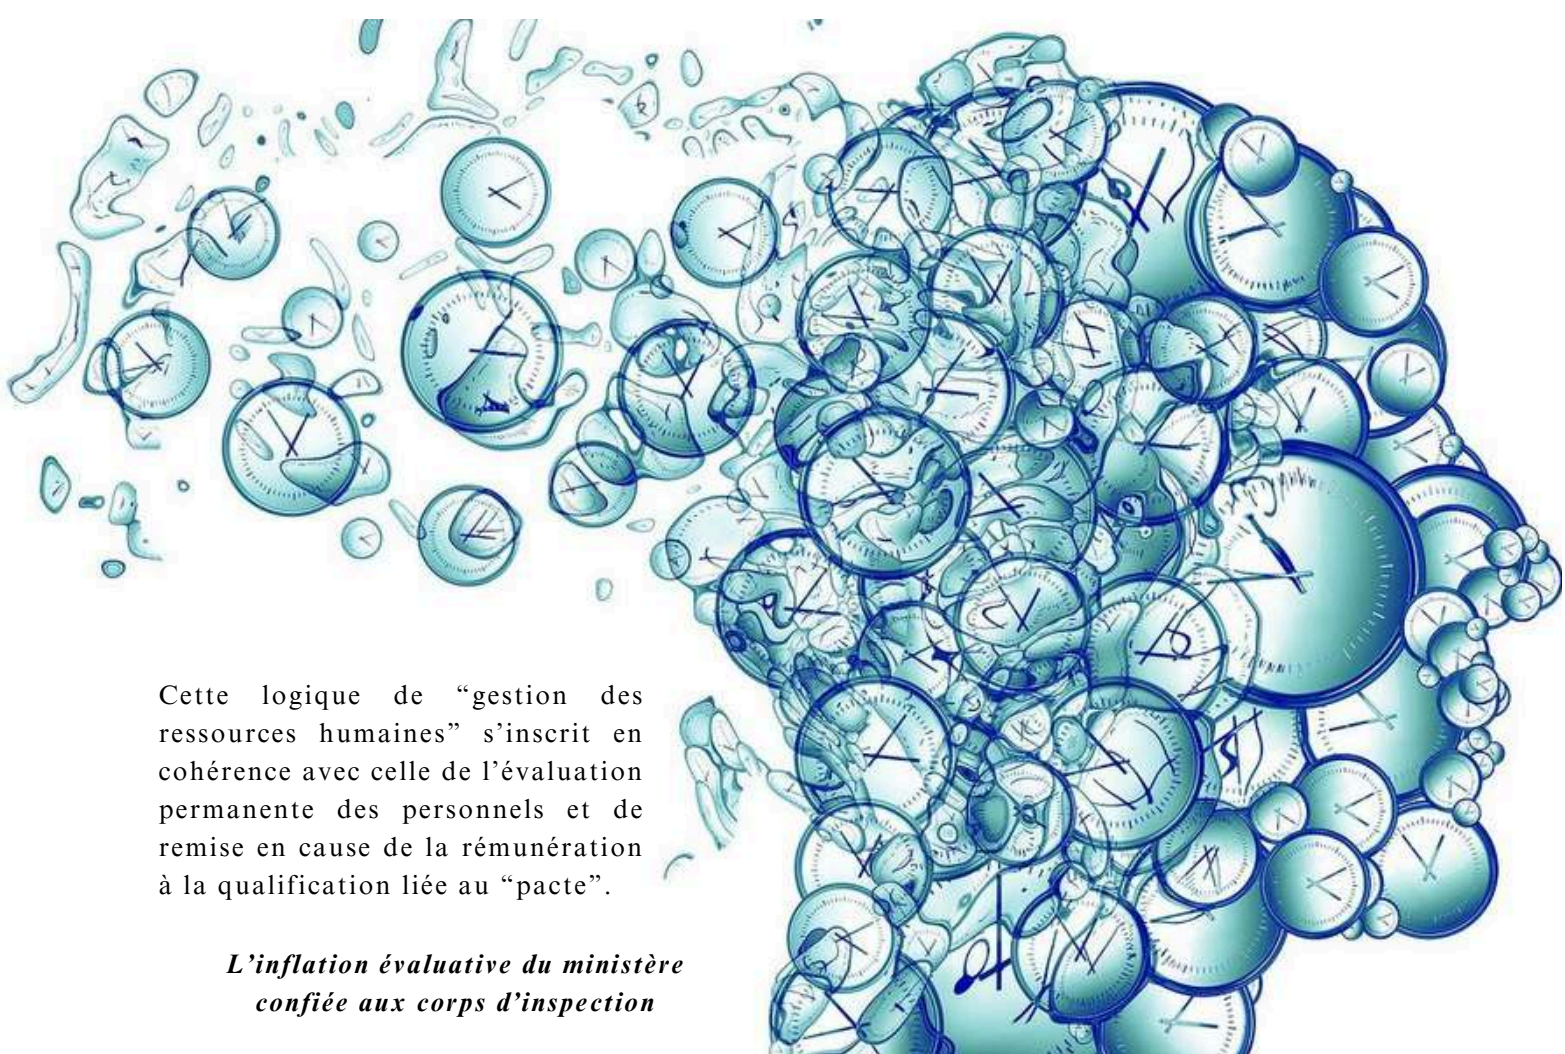 Cette logique de “gestion des
ressources humaines” s’inscrit en
cohérence avec celle de l’évaluation
permanente des personnels et de
remise en cause de la rémunération
à la qualification liée au “pacte”.
L’inflation évaluative du ministère
confiée aux corps d’inspection